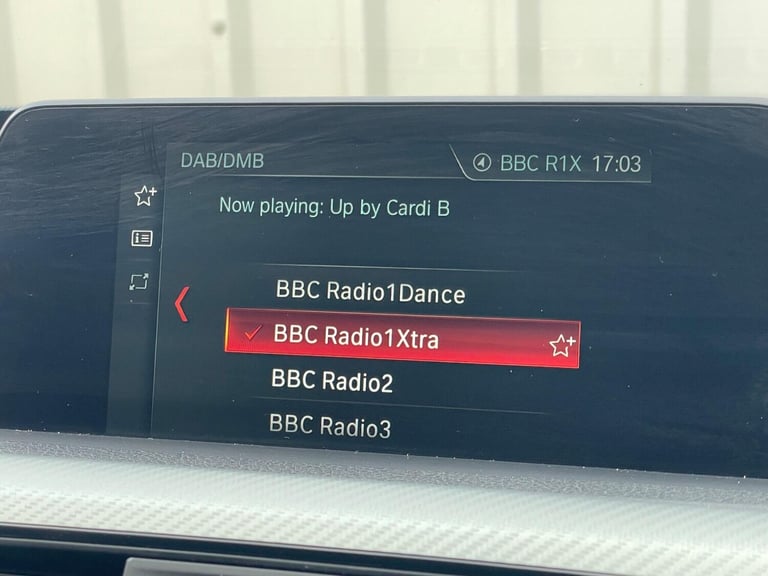 DAB/DMB
BBC R1X 17:03
Now playing: Up by Cardi B
BBC Radio1Dance
BBC Radio1Xtra
BBC Radio2
BBC Radio3